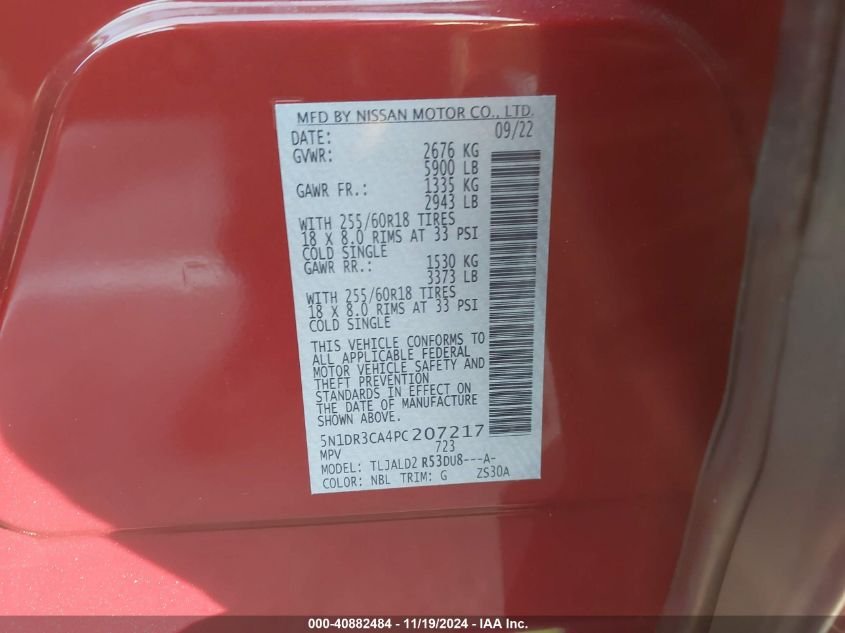 MFD BY NISSAN MOTOR CO., LTD.
DATE: 09/22
GVWR: 2676 KG
5900 LB
GAWR FR.: 1335 KG
2943 LB
WITH 255/60R18 TIRES
18 X 8.0 RIMS AT 33 PSI
COLD SINGLE
GAWR RR.: 1530 KG
3373 LB
WITH 255/60R18 TIRES
18 X 8.0 RIMS AT 33 PSI
COLD SINGLE
THIS VEHICLE CONFORMS TO
ALL APPLICABLE FEDERAL
MOTOR VEHICLE SAFETY AND
THEFT PREVENTION
STANDARDS IN EFFECT ON
THE DATE OF MANUFACTURE
SHOWN ABOVE.
5N1DR3CA4PC207217
MPV 723
MODEL: TLJALD2 R53DU8---A-
COLOR: NBL TRIM: G ZS30A
000-40882484 - 11/19/2024 - IAA Inc.